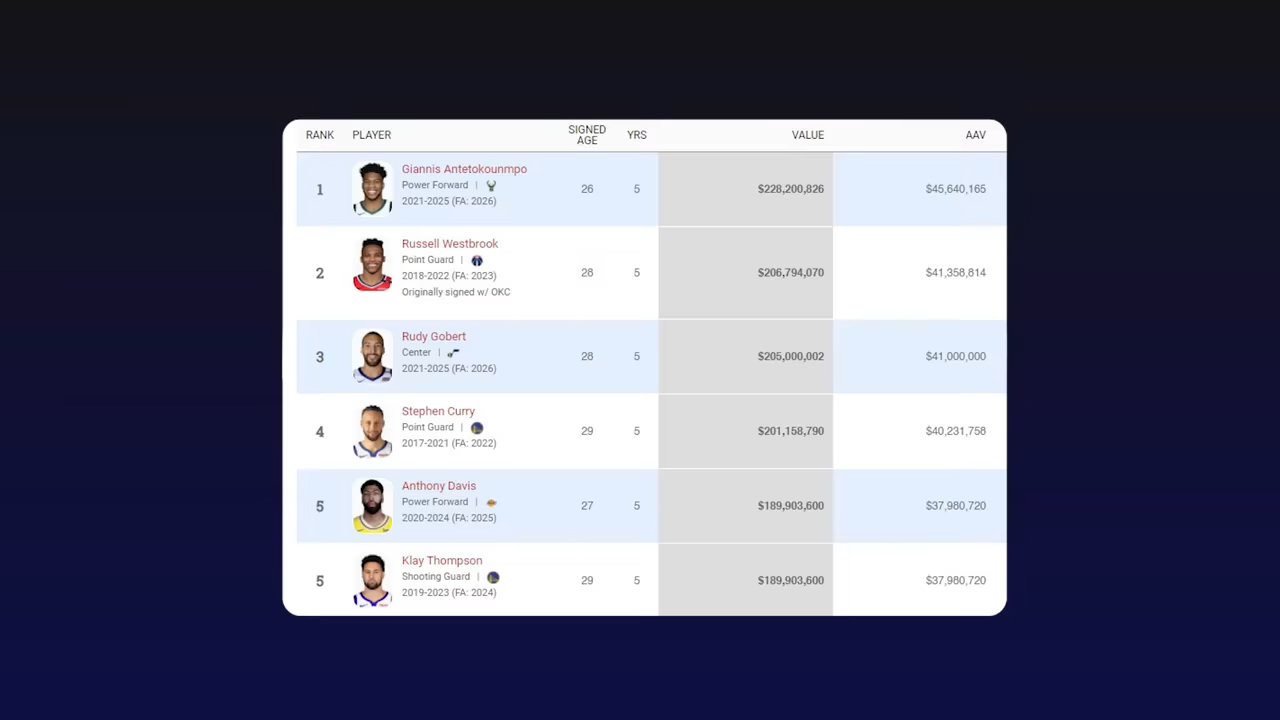 RANK PLAYER SIGNED AGE YRS VALUE AAV
1 Giannis Antetokounmpo 26 5 $228,200,826 $45,640,165
Power Forward |
2021-2025 (FA: 2026)
2 Russell Westbrook 28 5 $206,794,070 $41,358,814
Point Guard |
2018-2022 (FA: 2023)
Originally signed w/ OKC
3 Rudy Gobert 28 5 $205,000,002 $41,000,000
Center |
2021-2025 (FA: 2026)
4 Stephen Curry 29 5 $201,158,790 $40,231,758
Point Guard |
2017-2021 (FA: 2022)
5 Anthony Davis 27 5 $189,903,600 $37,980,720
Power Forward |
2020-2024 (FA: 2025)
5 Klay Thompson 29 5 $189,903,600 $37,980,720
Shooting Guard |
2019-2023 (FA: 2024)